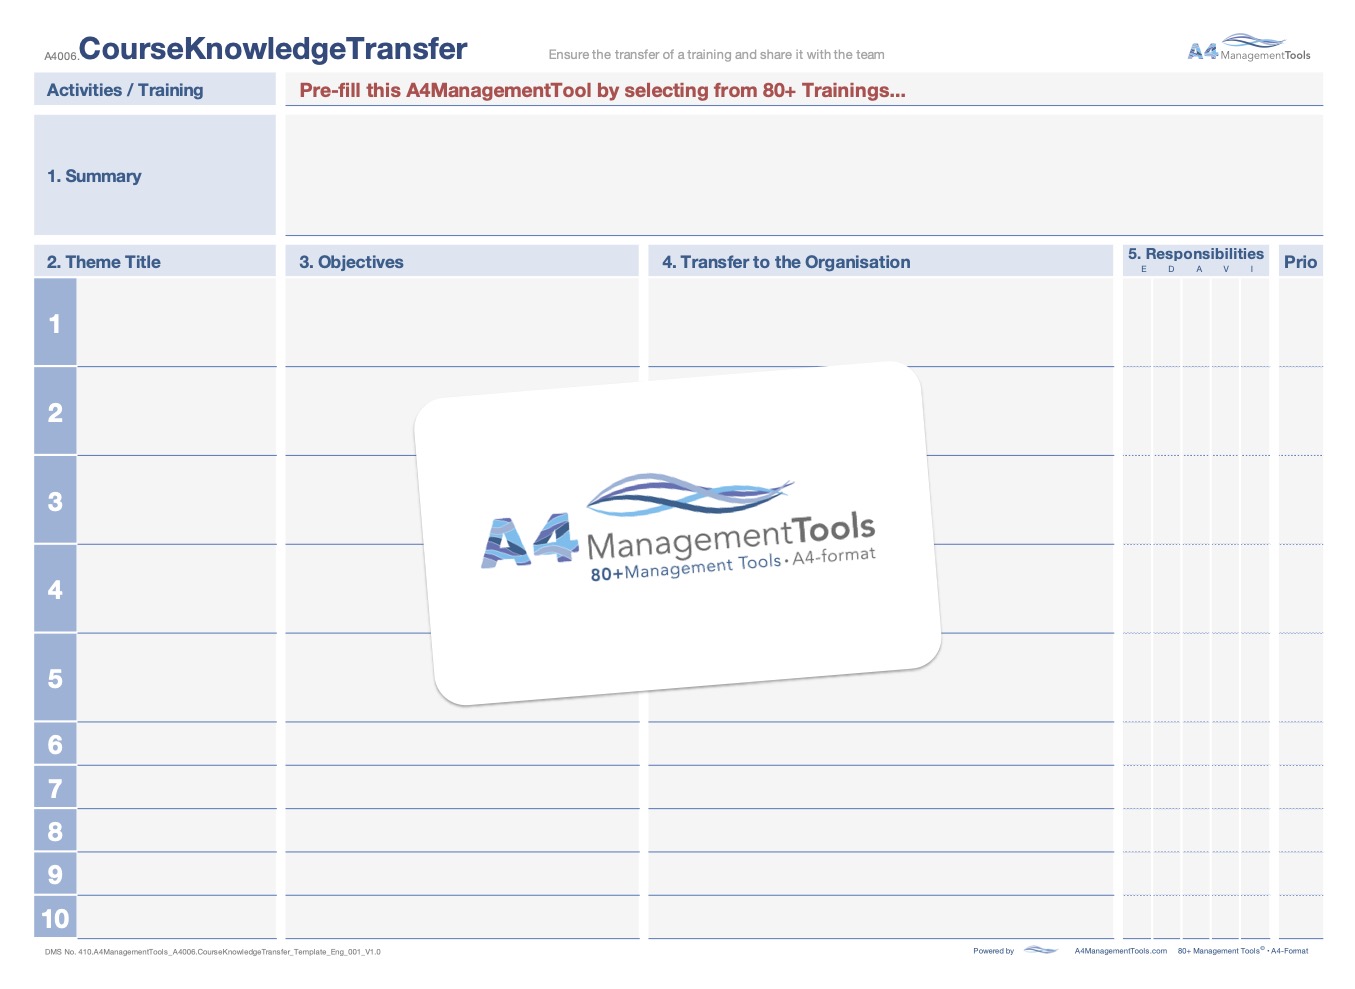 A4006.CourseKnowledgeTransfer
Ensure the transfer of a training and share it with the team
A4 ManagementTools
Activities / Training
Pre-fill this A4ManagementTool by selecting from 80+ Trainings...
1. Summary
2. Theme Title
3. Objectives
4. Transfer to the Organisation
5. Responsibilities
E D A V I
Prio
1
2
3
4
5
6
7
8
9
10
A4 ManagementTools
80+Management Tools · A4-format
DMS No. 410.A4ManagementTools_A4006.CourseKnowledgeTransfer_Template_Eng_001_V1.0
Powered by
A4ManagementTools.com
80+ Management Tools© · A4-Format